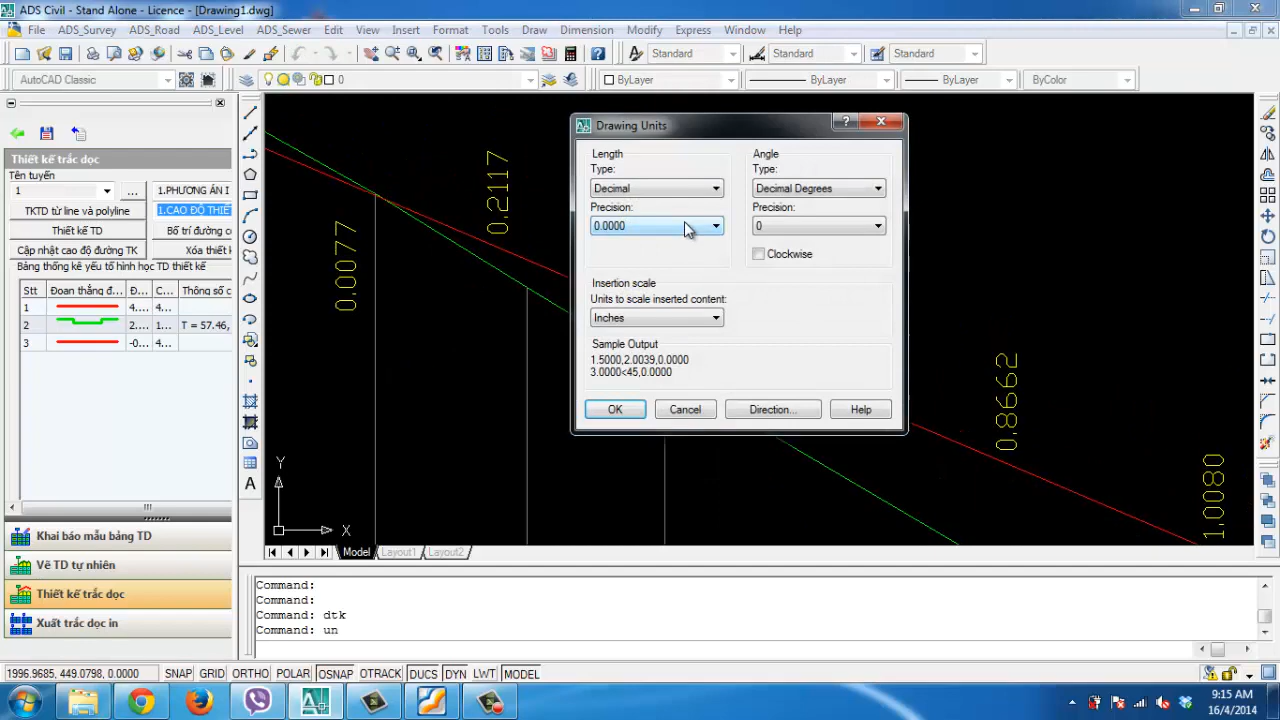 ADS Civil - Stand Alone - Licence - [Drawing1.dwg]
File ADS_Survey ADS_Road ADS_Level ADS_Sewer Edit View Insert Format Tools Draw Dimension Modify Express Window Help
Standard Standard Standard
AutoCAD Classic 0 ByLayer ByLayer ByLayer ByColor
Thiết kế trắc dọc
Tên tuyến
1 ... 1.PHƯƠNG ÁN I
TKTD từ line và polyline 1.CAO ĐỘ THIẾ
Thiết kế TD Bố trí đường
Cập nhật cao độ đường TK Xóa thiết
Bảng thống kê yếu tố hình học TD thiết kế
Stt Đoạn thẳng đ... Đ... C... Thông số c
1 4... 4...
2 2... 1... T = 57.46,
3 -0... 4...
Khai báo mẫu bảng TD
Vẽ TD tự nhiên
Thiết kế trắc dọc
Xuất trắc dọc in
0.0077
0.2117
0.8662
1.0080
Y
X
Drawing Units
Length
Type:
Decimal
Precision:
0.0000
Angle
Type:
Decimal Degrees
Precision:
0
Clockwise
Insertion scale
Units to scale inserted content:
Inches
Sample Output
1.5000,2.0039,0.0000
3.0000<45,0.0000
OK Cancel Direction... Help
Model Layout1 Layout2
Command:
Command:
Command: dtk
Command: un
1996.9685, 449.0798, 0.0000 SNAP GRID ORTHO POLAR OSNAP OTRACK DUCS DYN LWT MODEL
9:15 AM
16/4/2014